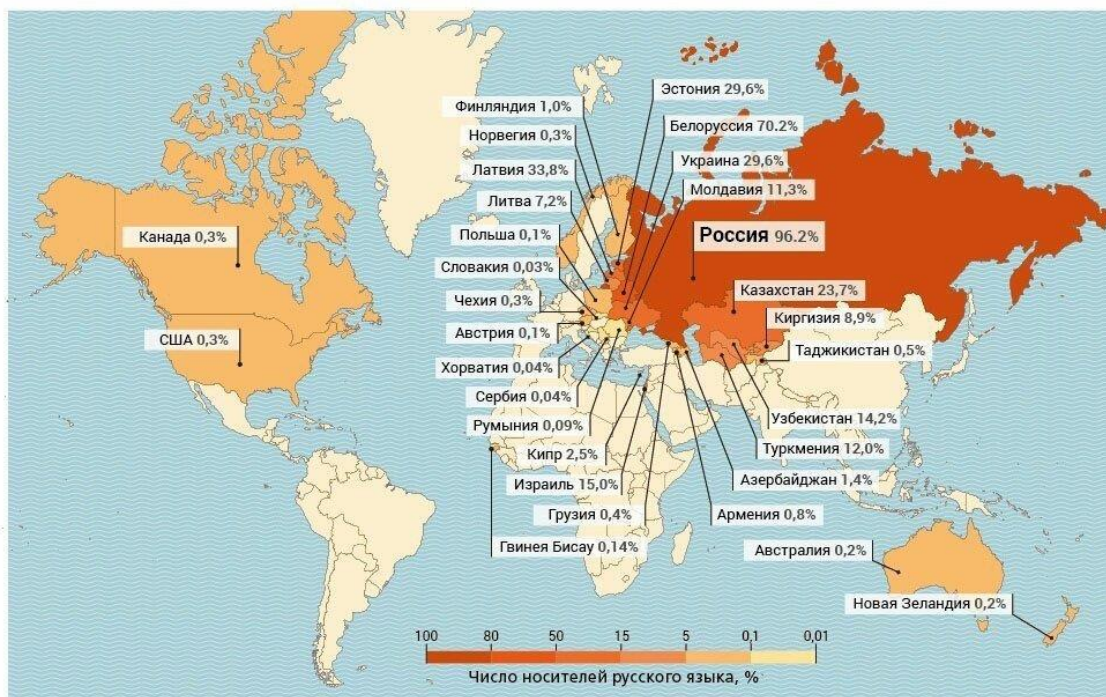 Эстония 29,6%
Финляндия 1,0%
Белоруссия 70.2%
Норвегия 0,3%
Украина 29,6%
Латвия 33,8%
Молдавия 11,3%
Литва 7,2%
Польша 0,1%
Россия 96.2%
Канада 0,3%
Словакия 0,03%
Казахстан 23,7%
Чехия 0,3%
Киргизия 8,9%
Австрия 0,1%
США 0,3%
Таджикистан 0,5%
Хорватия 0,04%
Сербия 0,04%
Узбекистан 14,2%
Румыния 0,09%
Туркмения 12,0%
Кипр 2,5%
Азербайджан 1,4%
Израиль 15,0%
Грузия 0,4%
Армения 0,8%
Гвинея Бисау 0,14%
Австралия 0,2%
Новая Зеландия 0,2%
100 80 50 15 5 0,1 0,01
Число носителей русского языка, %